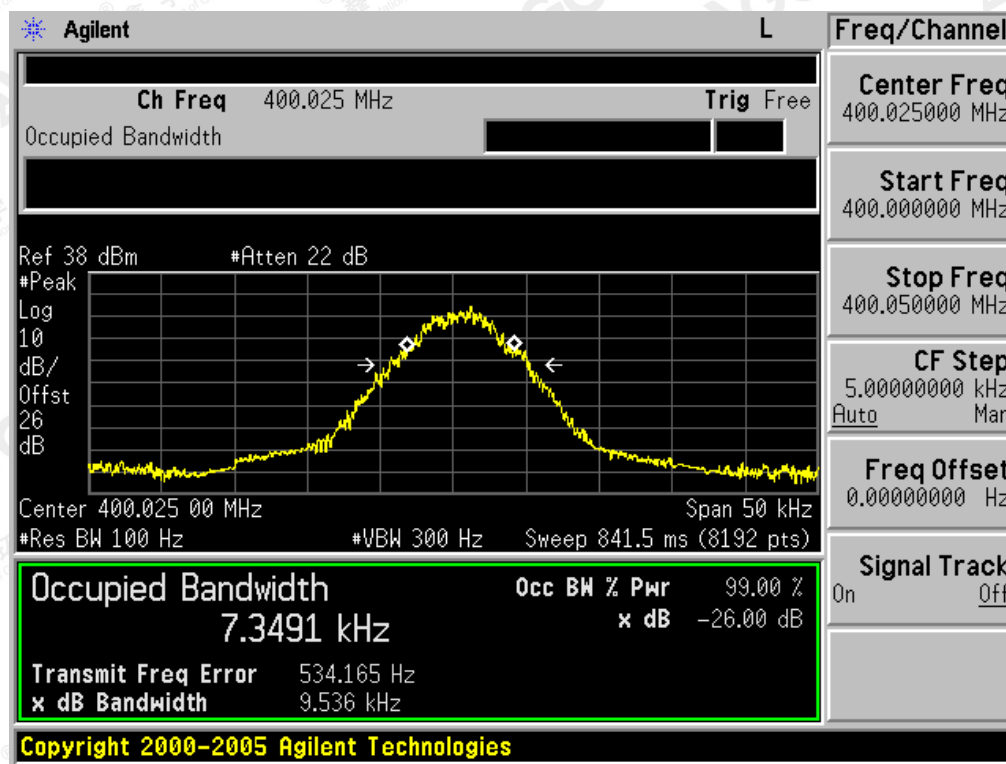 Agilent
L
Freq/Channel
Ch Freq 400.025 MHz
Trig Free
Occupied Bandwidth
Center Freq
400.025000 MHz
Start Freq
400.000000 MHz
Stop Freq
400.050000 MHz
CF Step
5.00000000 kHz
Auto Man
Freq Offset
0.00000000 Hz
Signal Track
On Off
Ref 38 dBm
#Atten 22 dB
#Peak
Log
10
dB/
Offst
26
dB
Center 400.025 00 MHz
Span 50 kHz
#Res BW 100 Hz
#VBW 300 Hz
Sweep 841.5 ms (8192 pts)
Occupied Bandwidth
7.3491 kHz
Occ BW % Pwr 99.00 %
x dB -26.00 dB
Transmit Freq Error 534.165 Hz
x dB Bandwidth 9.536 kHz
Copyright 2000-2005 Agilent Technologies